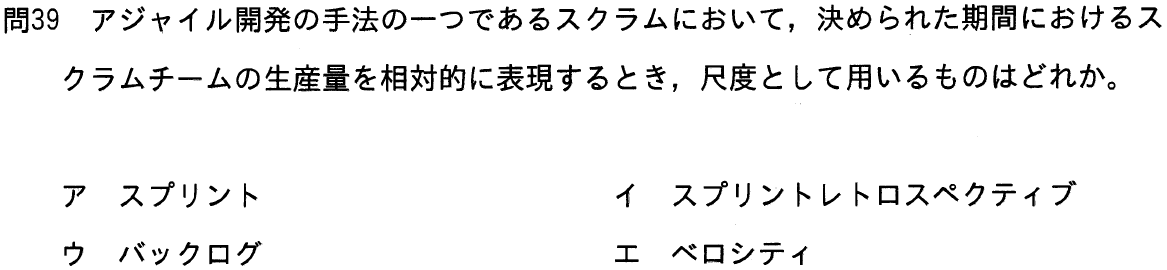 問39 アジャイル開発の手法の一つであるスクラムにおいて，決められた期間におけるス
クラムチームの生産量を相対的に表現するとき，尺度として用いるものはどれか。
ア スプリント イ スプリントレトロスペクティブ
ウ バックログ エ ベロシティ